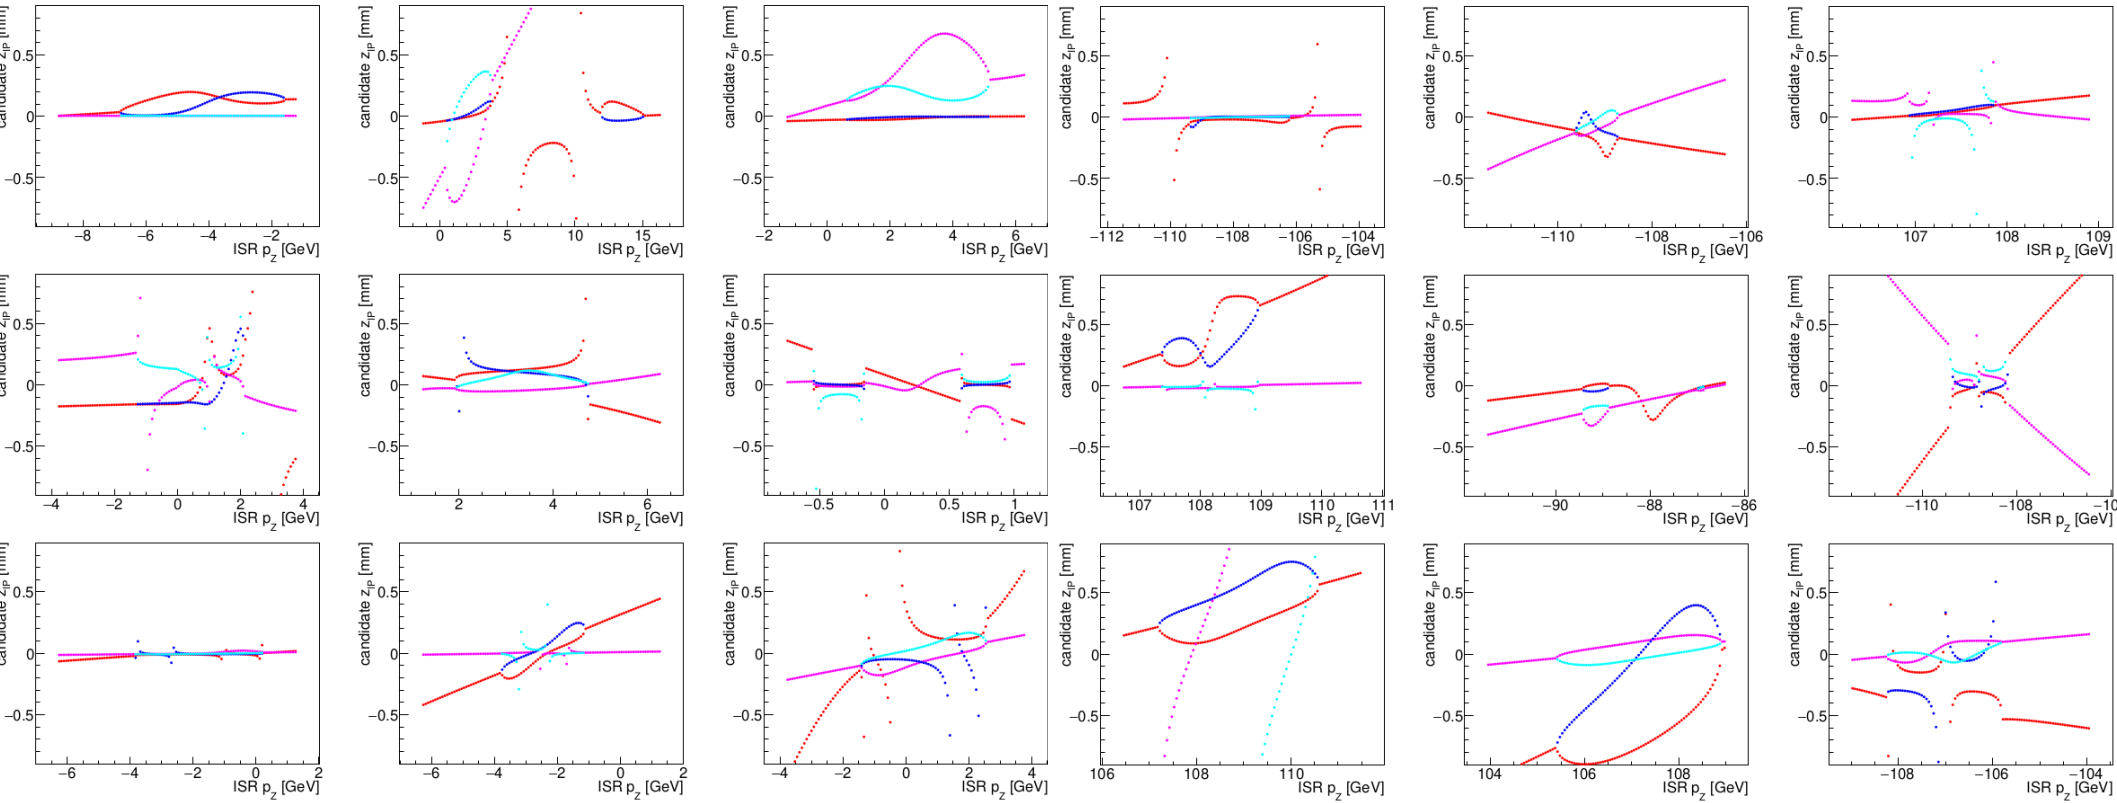 candidate z_IP [mm] candidate z_IP [mm] candidate z_IP [mm] candidate z_IP [mm] candidate z_IP [mm] candidate z_IP [mm]
0.5 0.5 0.5 0.5 0.5 0.5
0 0 0 0 0 0
−0.5 −0.5 −0.5 −0.5 −0.5 −0.5
−8 −6 −4 −2 0 5 10 15 −2 0 2 4 6 −112 −110 −108 −106 −104 −110 −108 −106 107 108 109
ISR p_Z [GeV] ISR p_Z [GeV] ISR p_Z [GeV] ISR p_Z [GeV] ISR p_Z [GeV] ISR p_Z [GeV]
candidate z_IP [mm] candidate z_IP [mm] candidate z_IP [mm] candidate z_IP [mm] candidate z_IP [mm] candidate z_IP [mm]
0.5 0.5 0.5 0.5 0.5 0.5
0 0 0 0 0 0
−0.5 −0.5 −0.5 −0.5 −0.5 −0.5
−4 −2 0 2 4 2 4 6 −0.5 0 0.5 1 107 108 109 110 111 −90 −88 −86 −110 −108
ISR p_Z [GeV] ISR p_Z [GeV] ISR p_Z [GeV] ISR p_Z [GeV] ISR p_Z [GeV] ISR p_Z [GeV]
candidate z_IP [mm] candidate z_IP [mm] candidate z_IP [mm] candidate z_IP [mm] candidate z_IP [mm] candidate z_IP [mm]
0.5 0.5 0.5 0.5 0.5 0.5
0 0 0 0 0 0
−0.5 −0.5 −0.5 −0.5 −0.5 −0.5
−6 −4 −2 0 2 −6 −4 −2 0 2 −4 −2 0 2 4 106 108 110 104 106 108 −108 −106 −104
ISR p_Z [GeV] ISR p_Z [GeV] ISR p_Z [GeV] ISR p_Z [GeV] ISR p_Z [GeV] ISR p_Z [GeV]